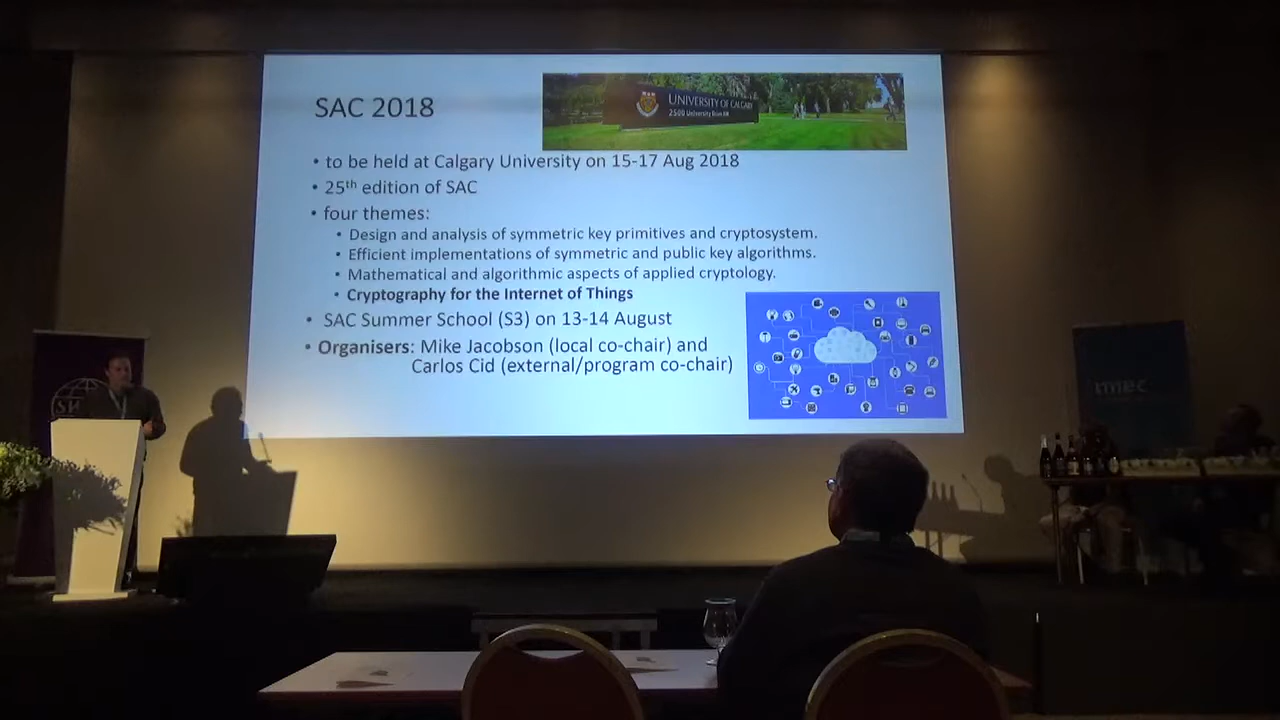 SAC 2018
UNIVERSITY OF CALGARY
2500 University Drive NW
• to be held at Calgary University on 15-17 Aug 2018
• 25th edition of SAC
• four themes:
• Design and analysis of symmetric key primitives and cryptosystem.
• Efficient implementations of symmetric and public key algorithms.
• Mathematical and algorithmic aspects of applied cryptology.
• Cryptography for the Internet of Things
• SAC Summer School (S3) on 13-14 August
• Organisers: Mike Jacobson (local co-chair) and
Carlos Cid (external/program co-chair)
imec